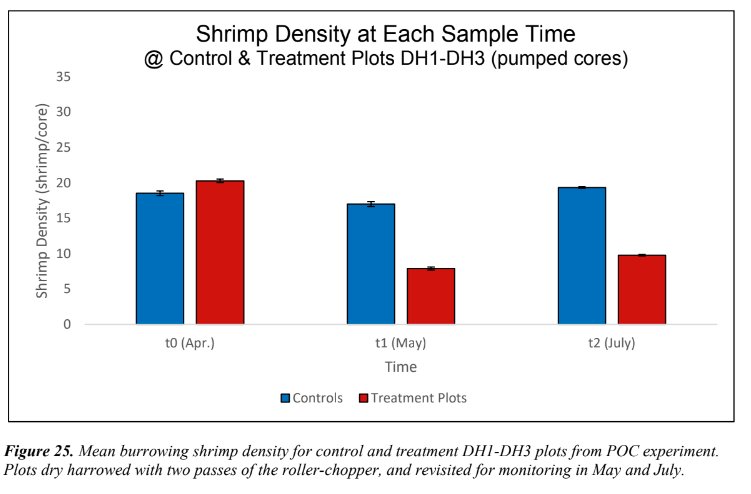 Shrimp Density at Each Sample Time
@ Control & Treatment Plots DH1-DH3 (pumped cores)
Shrimp Density (shrimp/core)
35
30
25
20
15
10
5
0
t0 (Apr.)
t1 (May)
t2 (July)
Time
Controls
Treatment Plots
Figure 25. Mean burrowing shrimp density for control and treatment DH1-DH3 plots from POC experiment.
Plots dry harrowed with two passes of the roller-chopper, and revisited for monitoring in May and July.